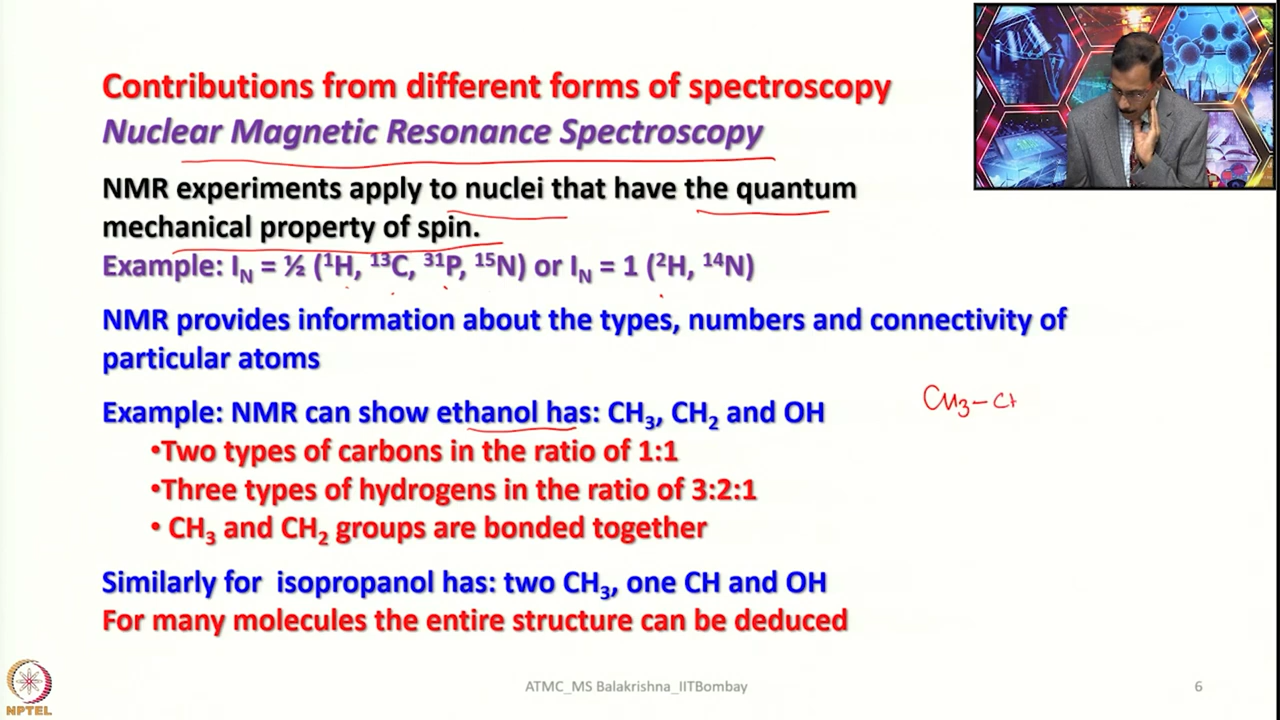 Contributions from different forms of spectroscopy
Nuclear Magnetic Resonance Spectroscopy
NMR experiments apply to nuclei that have the quantum
mechanical property of spin.
Example: I_N = ½ (¹H, ¹³C, ³¹P, ¹⁵N) or I_N = 1 (²H, ¹⁴N)
NMR provides information about the types, numbers and connectivity of
particular atoms
Example: NMR can show ethanol has: CH₃, CH₂ and OH
CH₃-C
•Two types of carbons in the ratio of 1:1
•Three types of hydrogens in the ratio of 3:2:1
• CH₃ and CH₂ groups are bonded together
Similarly for isopropanol has: two CH₃, one CH and OH
For many molecules the entire structure can be deduced
NPTEL
ATMC_MS Balakrishna_IITBombay
6